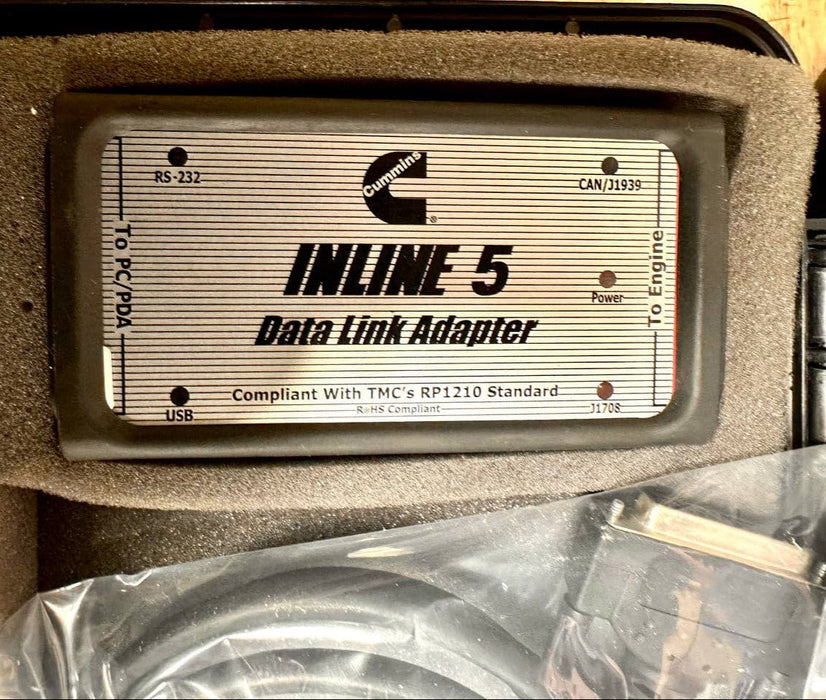 Cummins
®
RS-232
CAN/J1939
To PC/PDA
INLINE 5
To Engine
Power
Data Link Adapter
Compliant With TMC's RP1210 Standard
USB
RoHS Compliant
J1708